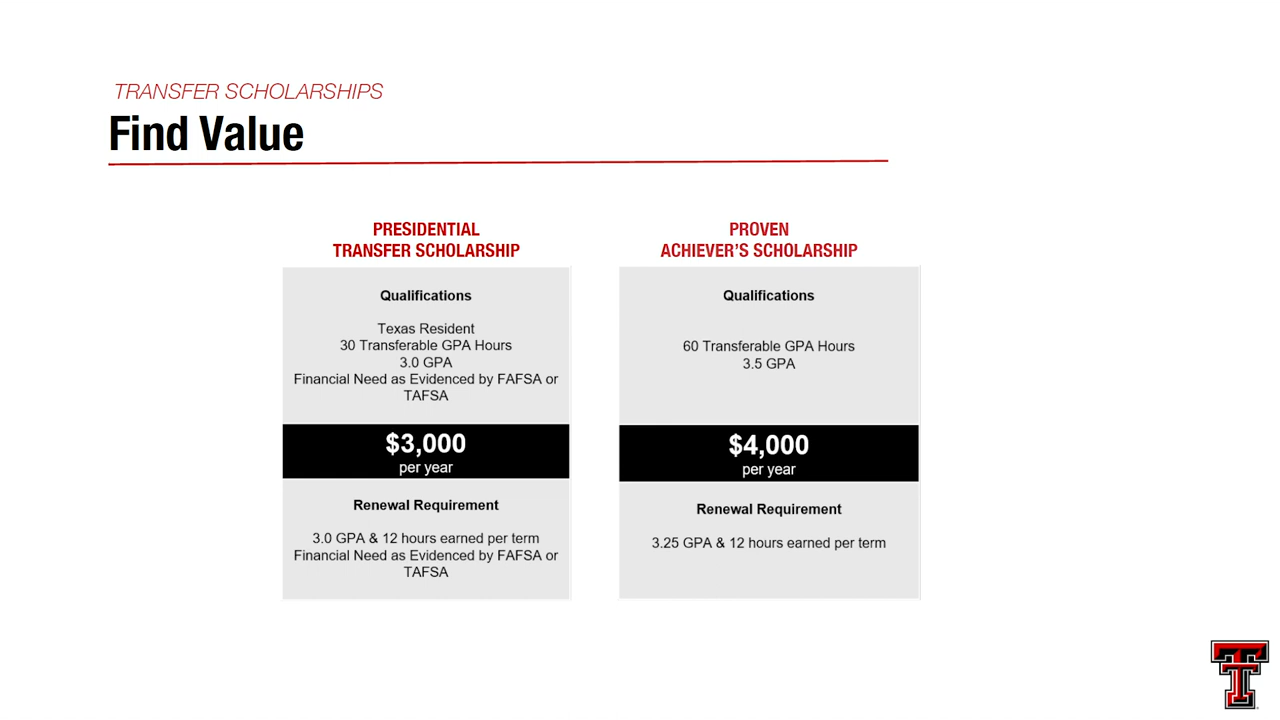 TRANSFER SCHOLARSHIPS
Find Value
PRESIDENTIAL
TRANSFER SCHOLARSHIP
Qualifications
Texas Resident
30 Transferable GPA Hours
3.0 GPA
Financial Need as Evidenced by FAFSA or
TAFSA
$3,000
per year
Renewal Requirement
3.0 GPA & 12 hours earned per term
Financial Need as Evidenced by FAFSA or
TAFSA
PROVEN
ACHIEVER'S SCHOLARSHIP
Qualifications
60 Transferable GPA Hours
3.5 GPA
$4,000
per year
Renewal Requirement
3.25 GPA & 12 hours earned per term